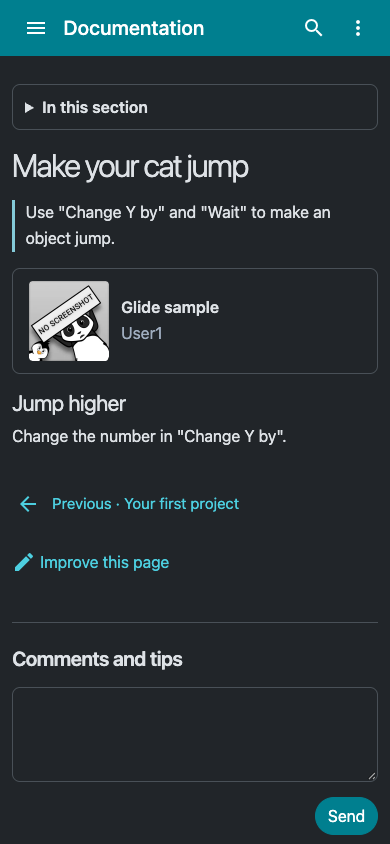 Documentation
In this section
Make your cat jump
Use "Change Y by" and "Wait" to make an
object jump.
NO SCREENSHOT
Glide sample
User1
Jump higher
Change the number in "Change Y by".
Previous · Your first project
Improve this page
Comments and tips
Send